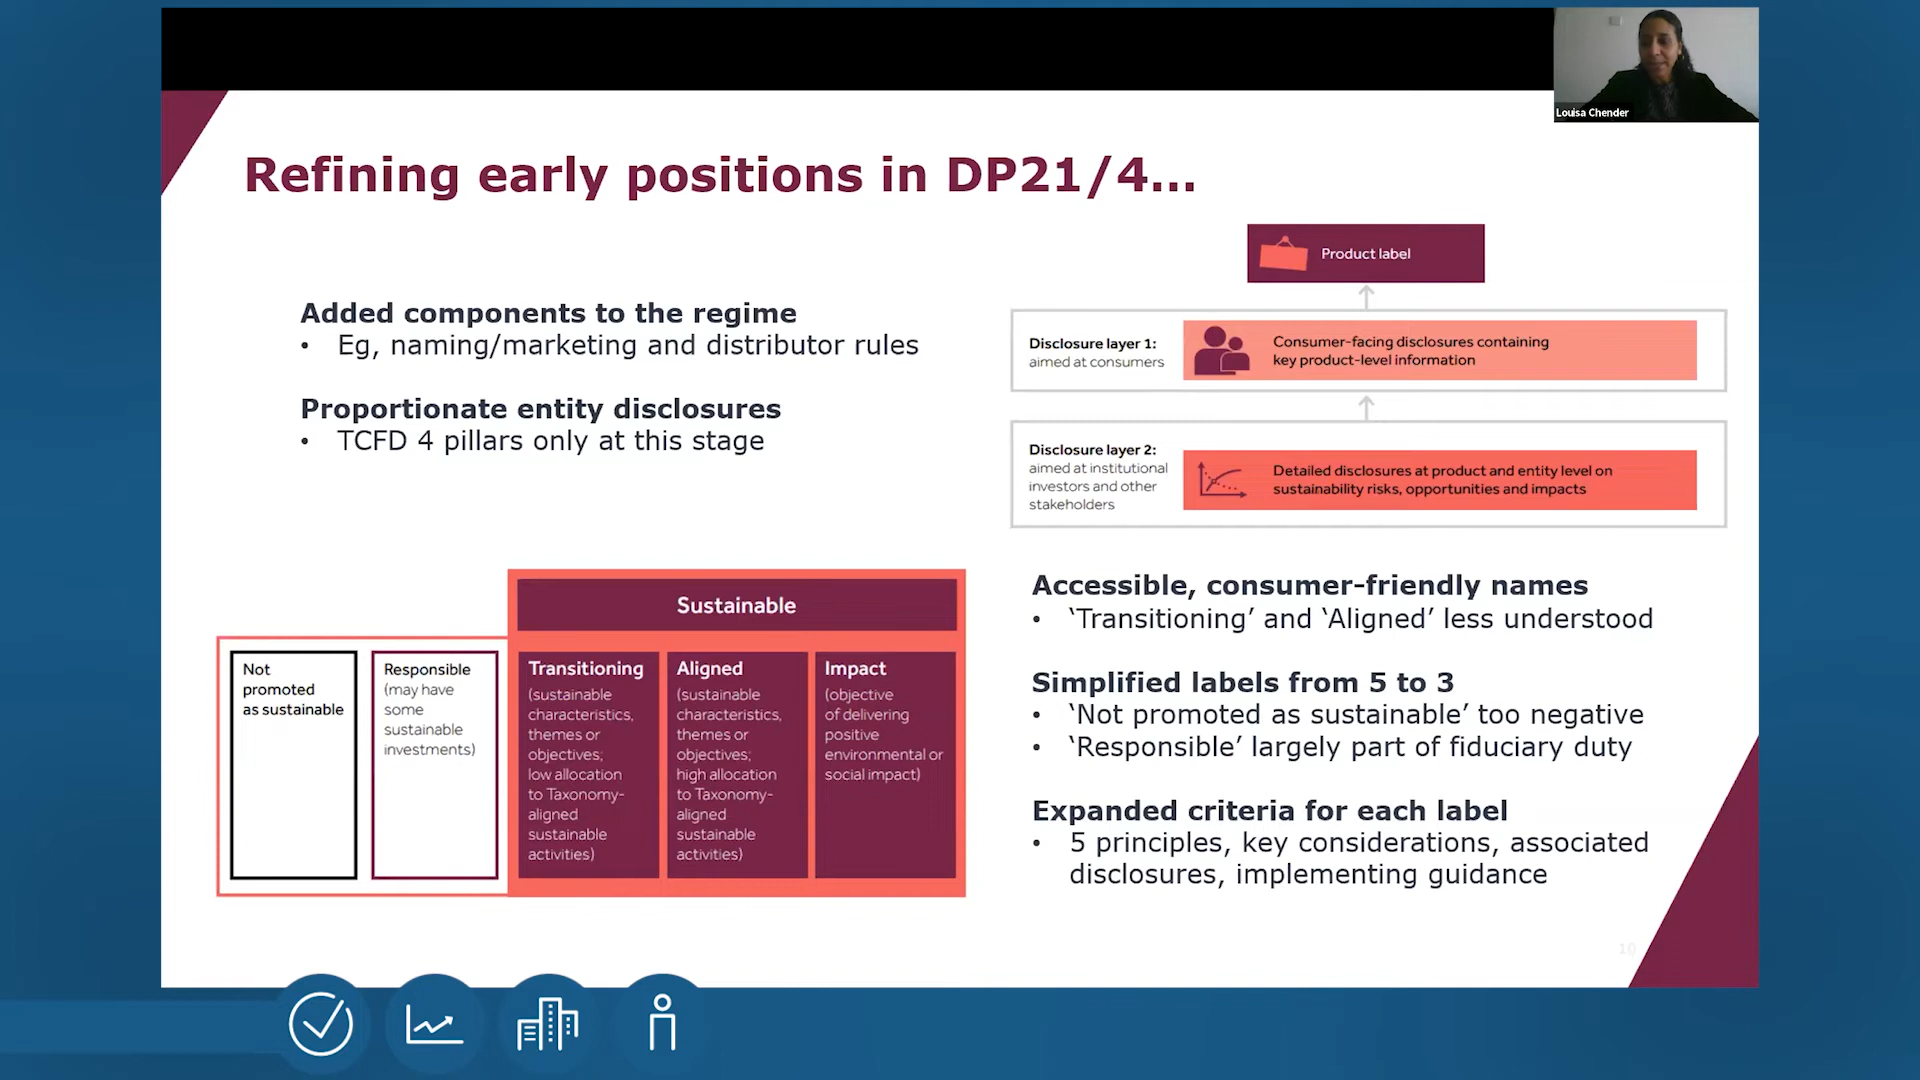 Louisa Chender
Refining early positions in DP21/4...
Added components to the regime
• Eg, naming/marketing and distributor rules
Proportionate entity disclosures
• TCFD 4 pillars only at this stage
Product label
Disclosure layer 1:
aimed at consumers
Consumer-facing disclosures containing
key product-level information
Disclosure layer 2:
aimed at institutional
investors and other
stakeholders
Detailed disclosures at product and entity level on
sustainability risks, opportunities and impacts
Sustainable
Not
promoted
as sustainable
Responsible
(may have
some
sustainable
investments)
Transitioning
(sustainable
characteristics,
themes or
objectives;
low allocation
to Taxonomy-
aligned
sustainable
activities)
Aligned
(sustainable
characteristics,
themes or
objectives;
high allocation
to Taxonomy-
aligned
sustainable
activities)
Impact
(objective
of delivering
positive
environmental or
social impact)
Accessible, consumer-friendly names
• ‘Transitioning’ and ‘Aligned’ less understood
Simplified labels from 5 to 3
• ‘Not promoted as sustainable’ too negative
• ‘Responsible’ largely part of fiduciary duty
Expanded criteria for each label
• 5 principles, key considerations, associated
disclosures, implementing guidance
10